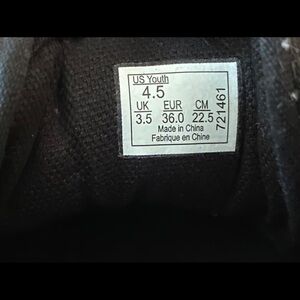 US Youth
4.5
UK EUR CM
3.5 36.0 22.5
Made in China
Fabriqué en Chine
721461